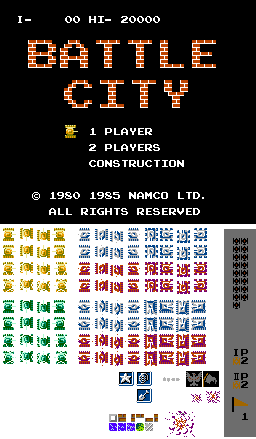 I-     00 HI- 20000
BATTLE
CITY
1 PLAYER
2 PLAYERS
CONSTRUCTION
© 1980 1985 NAMCO LTD.
ALL RIGHTS RESERVED
IP
2
IIP
2
1